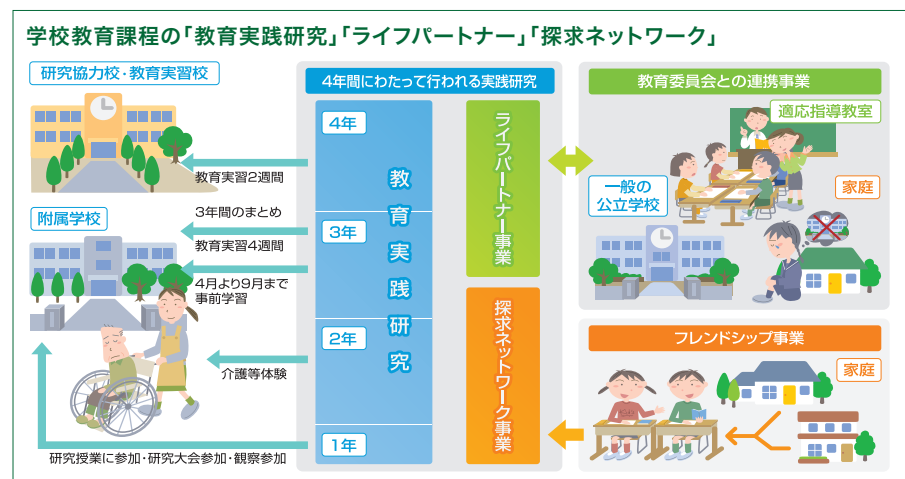 学校教育課程の「教育実践研究」「ライフパートナー」「探求ネットワーク」
研究協力校・教育実習校
4年間にわたって行われる実践研究
教育委員会との連携事業
4年
3年
2年
1年
教育実践研究
ライフパートナー事業
探求ネットワーク事業
教育実習2週間
附属学校
3年間のまとめ
教育実習4週間
4月より9月まで
事前学習
介護等体験
研究授業に参加・研究大会参加・観察参加
適応指導教室
一般の
公立学校
家庭
フレンドシップ事業
家庭